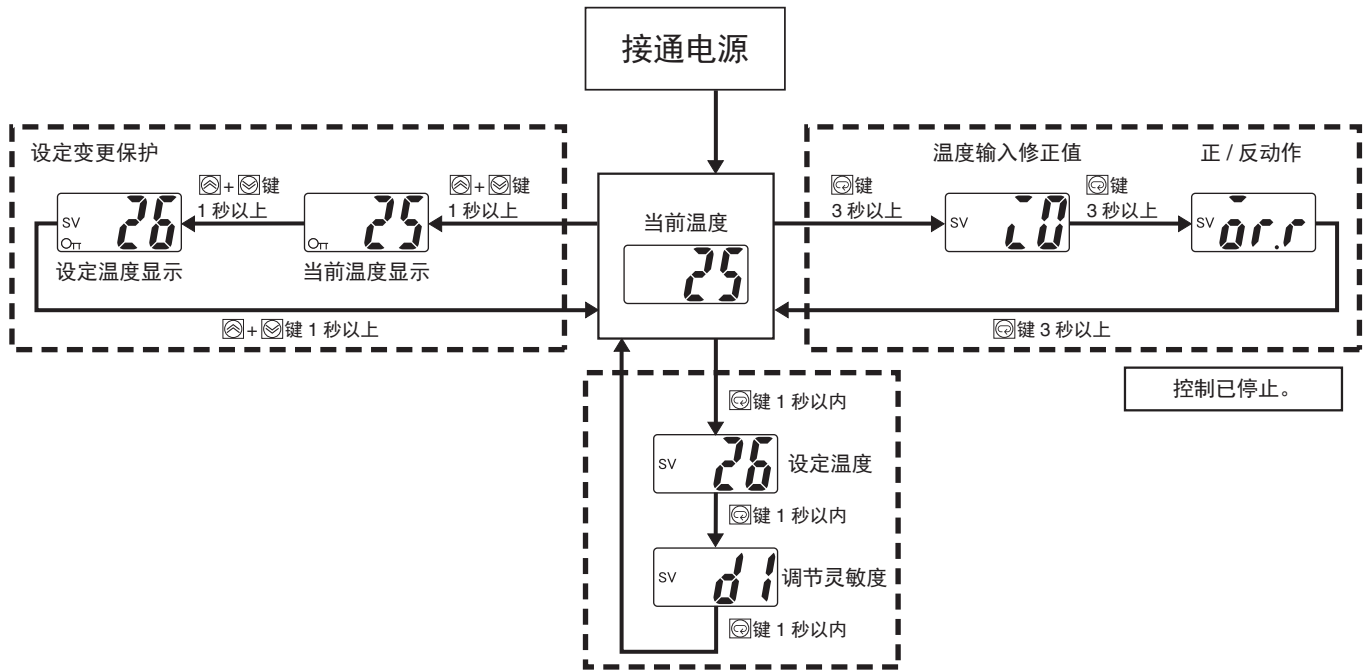 接通电源
设定变更保护
+ 键
1 秒以上
+ 键
1 秒以上
SV 26
设定温度显示
25
当前温度显示
+ 键 1 秒以上
当前温度
25
温度输入修正值
正 / 反动作
键
3 秒以上
SV
键
3 秒以上
SV or.r
键 3 秒以上
控制已停止。
键 1 秒以内
SV 26 设定温度
键 1 秒以内
SV d1 调节灵敏度
键 1 秒以内